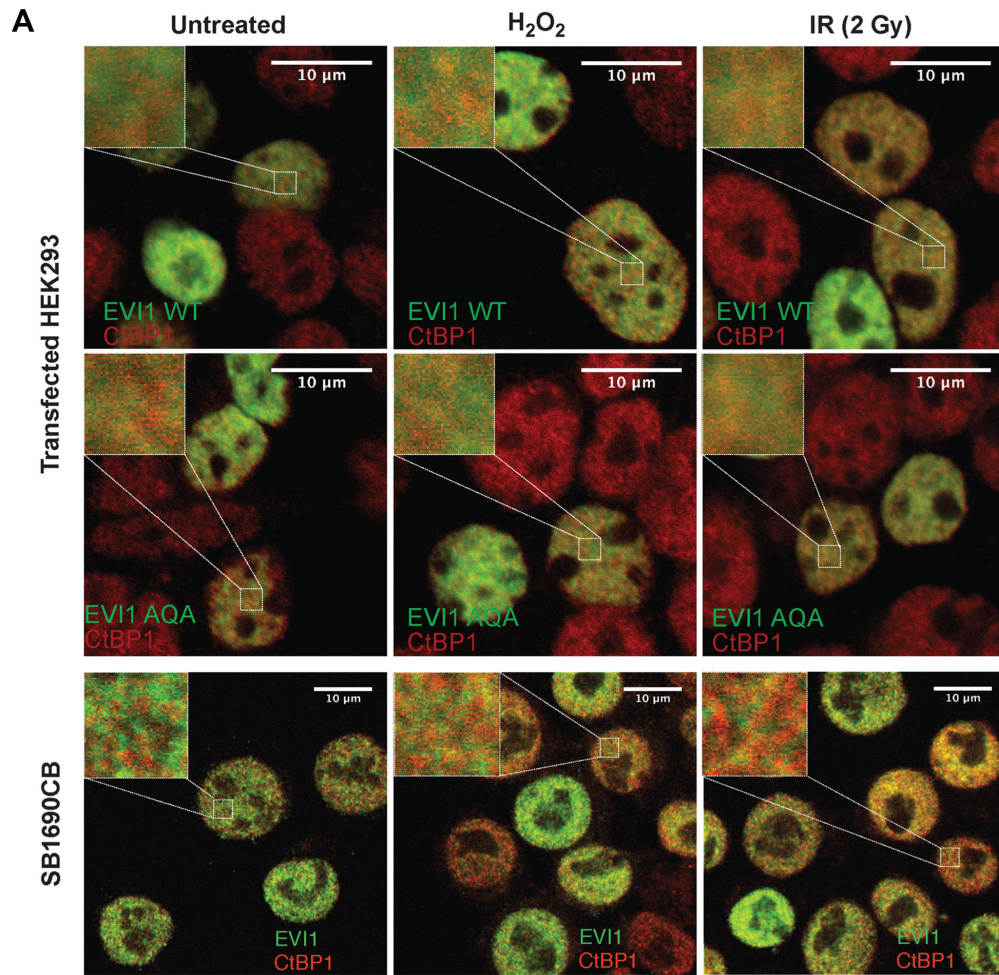 A
Untreated
H₂O₂
IR (2 Gy)
Transfected HEK293
10 µm
EVI1 WT
CtBP1
10 µm
EVI1 WT
CtBP1
10 µm
EVI1 WT
CtBP1
10 µm
EVI1 AQA
CtBP1
10 µm
EVI1 AQA
CtBP1
10 µm
EVI1 AQA
CtBP1
SB1690CB
10 µm
EVI1
CtBP1
10 µm
EVI1
CtBP1
10 µm
EVI1
CtBP1